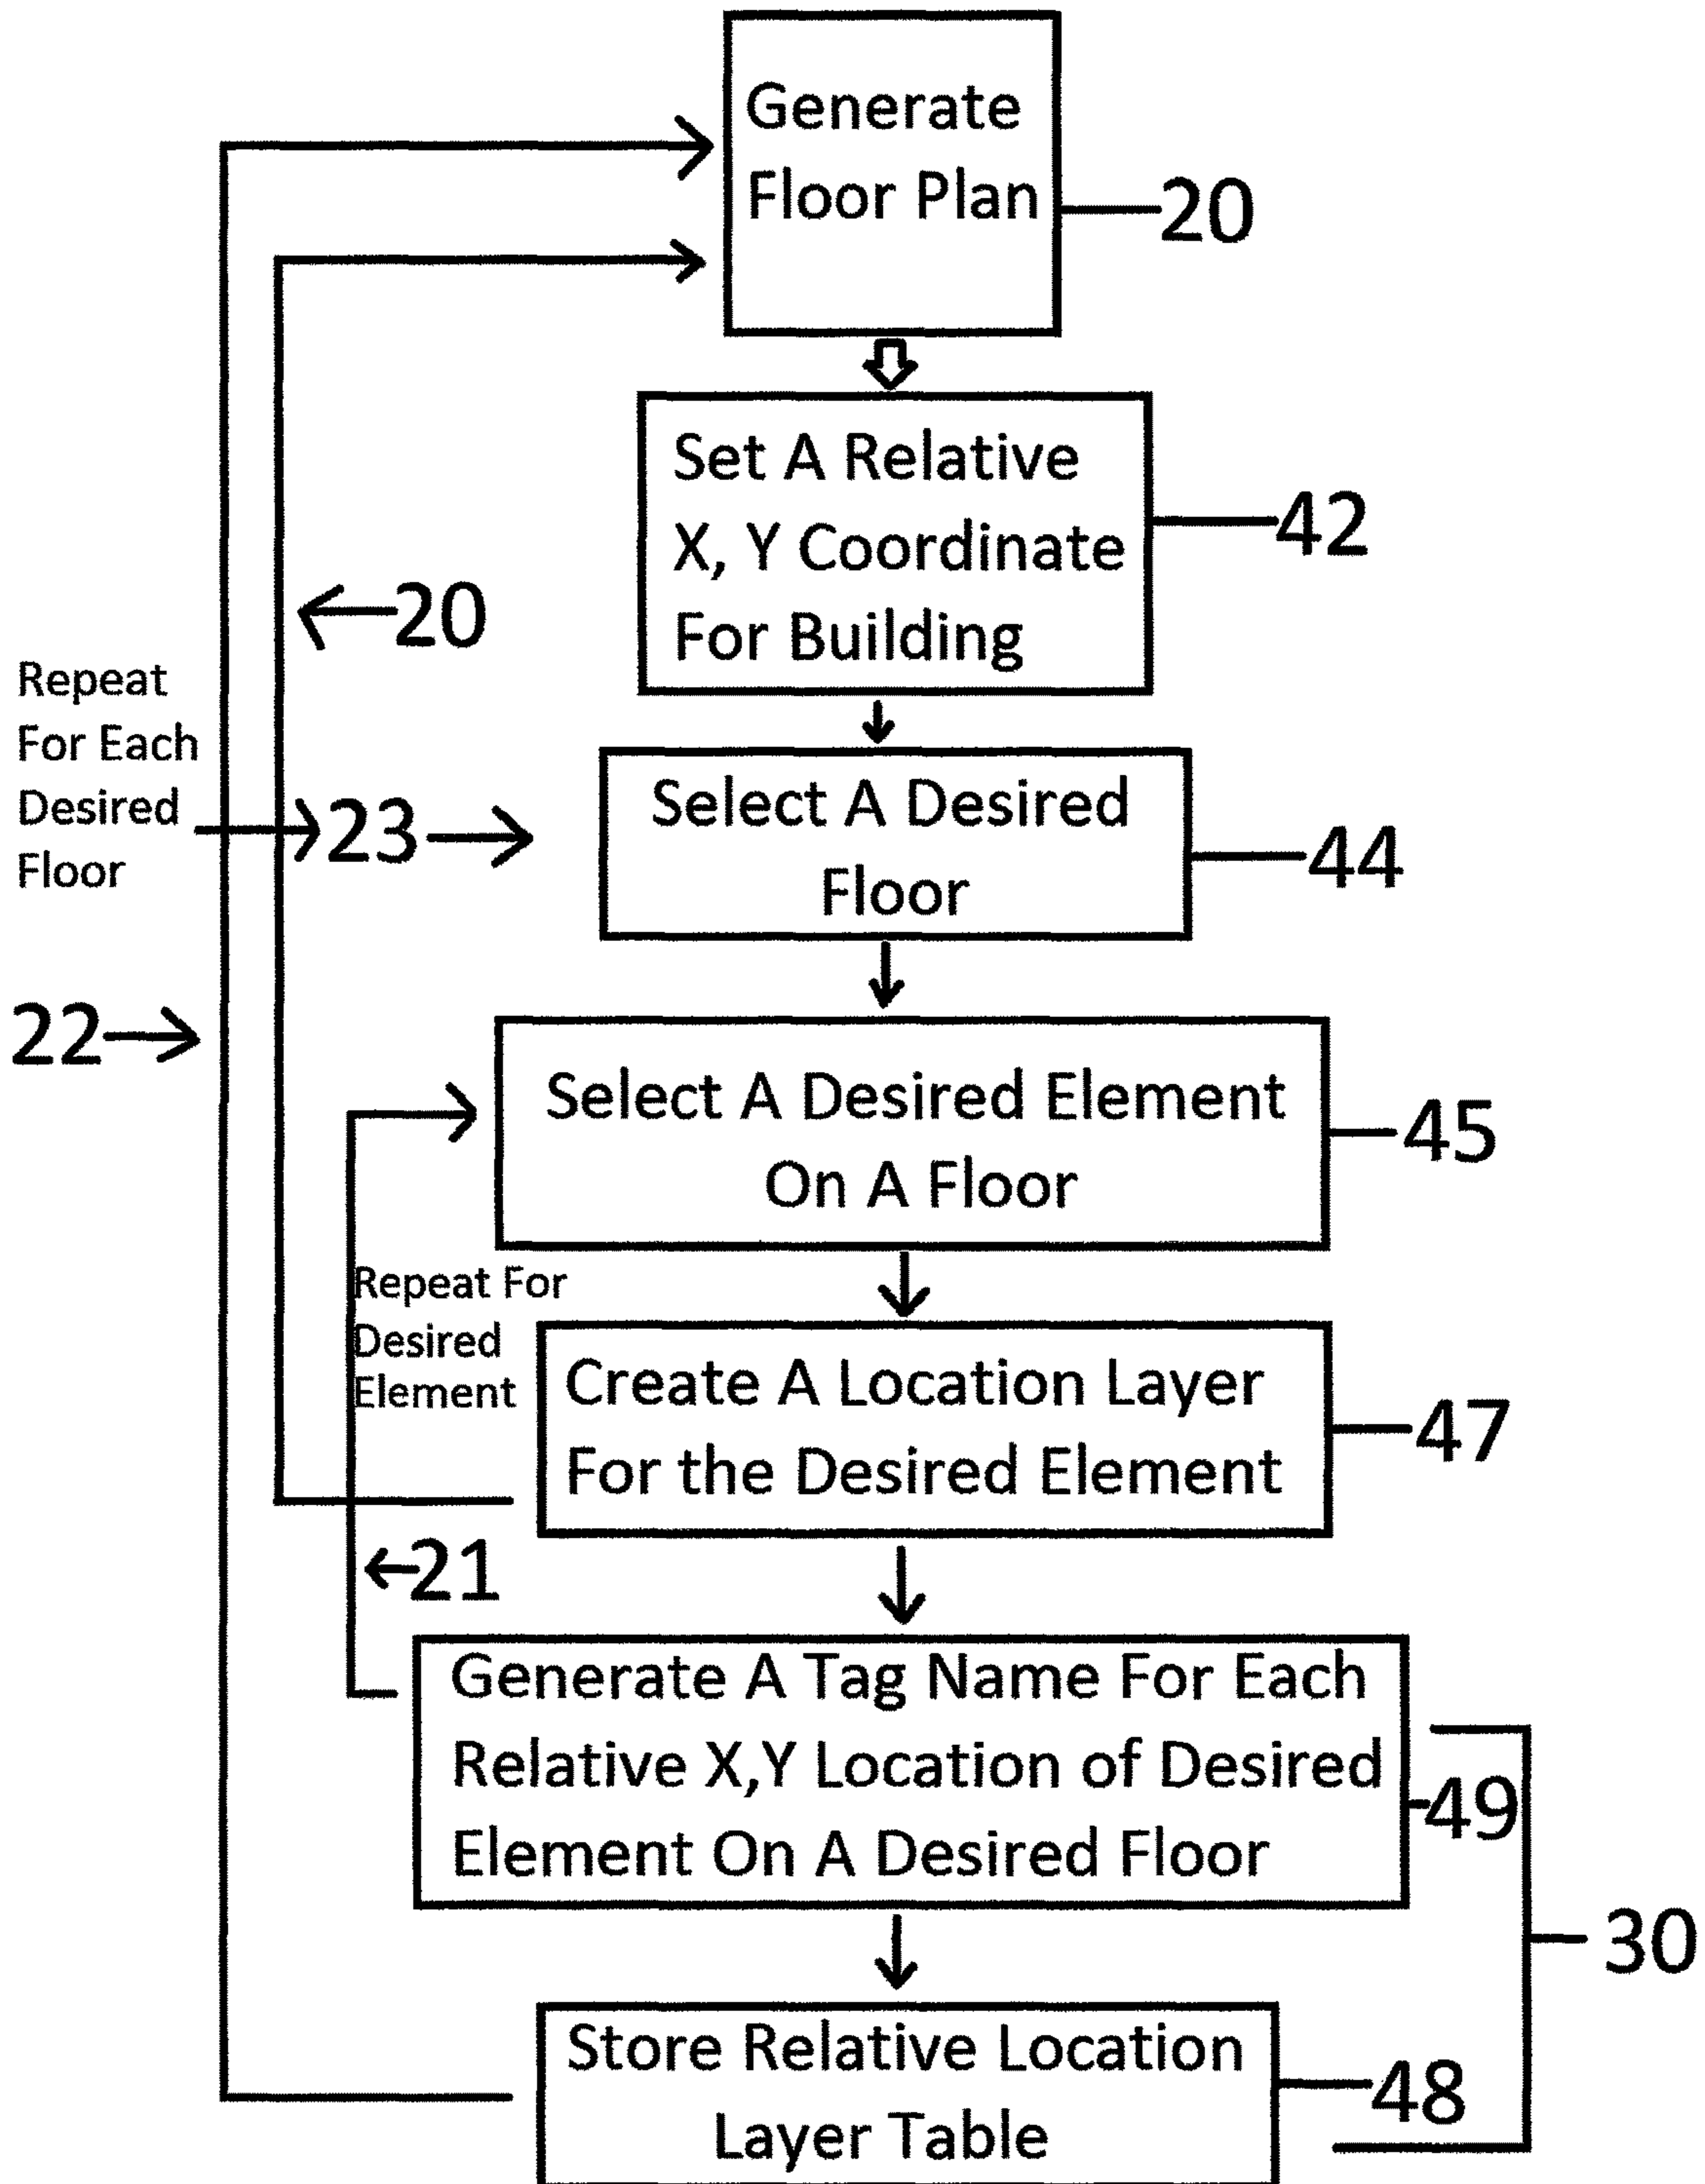 Generate
Floor Plan
20
Set A Relative
X, Y Coordinate
For Building
42
20
Repeat
For Each
Desired
Floor
23
Select A Desired
Floor
44
22
Select A Desired Element
On A Floor
45
Repeat For
Desired
Element
Create A Location Layer
For the Desired Element
47
21
Generate A Tag Name For Each
Relative X,Y Location of Desired
Element On A Desired Floor
49
30
Store Relative Location
Layer Table
48